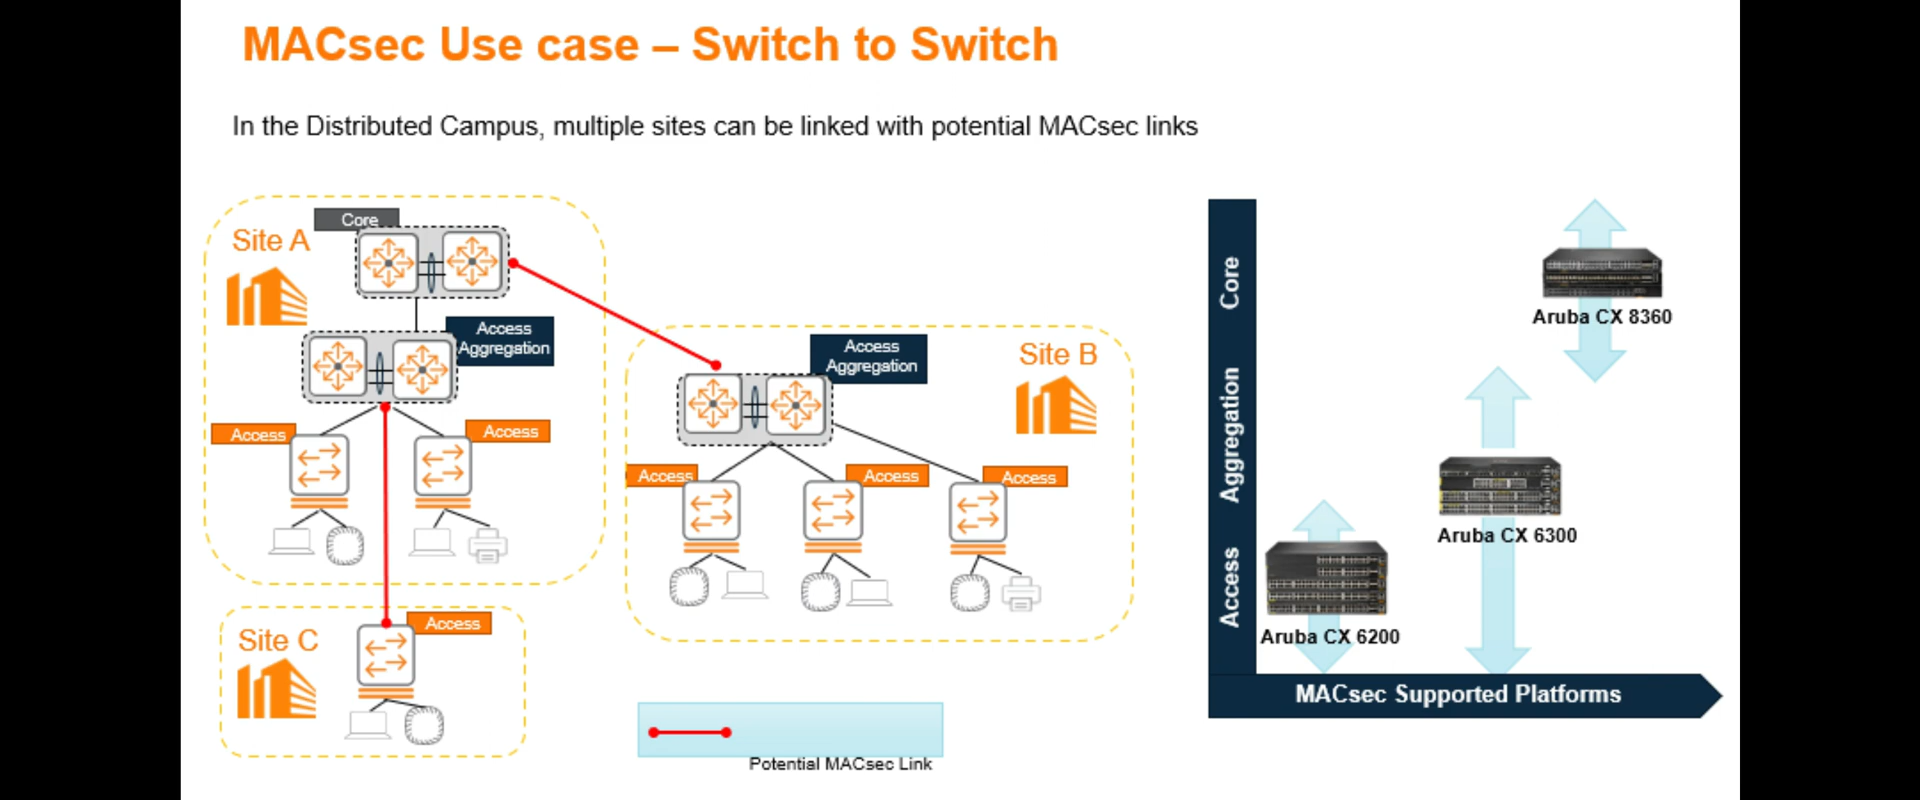 MACsec Use case – Switch to Switch
In the Distributed Campus, multiple sites can be linked with potential MACsec links
Site A
Core
Access
Aggregation
Access
Access
Site B
Access
Aggregation
Access
Access
Access
Site C
Access
Potential MACsec Link
Core
Aggregation
Access
Aruba CX 8360
Aruba CX 6300
Aruba CX 6200
MACsec Supported Platforms